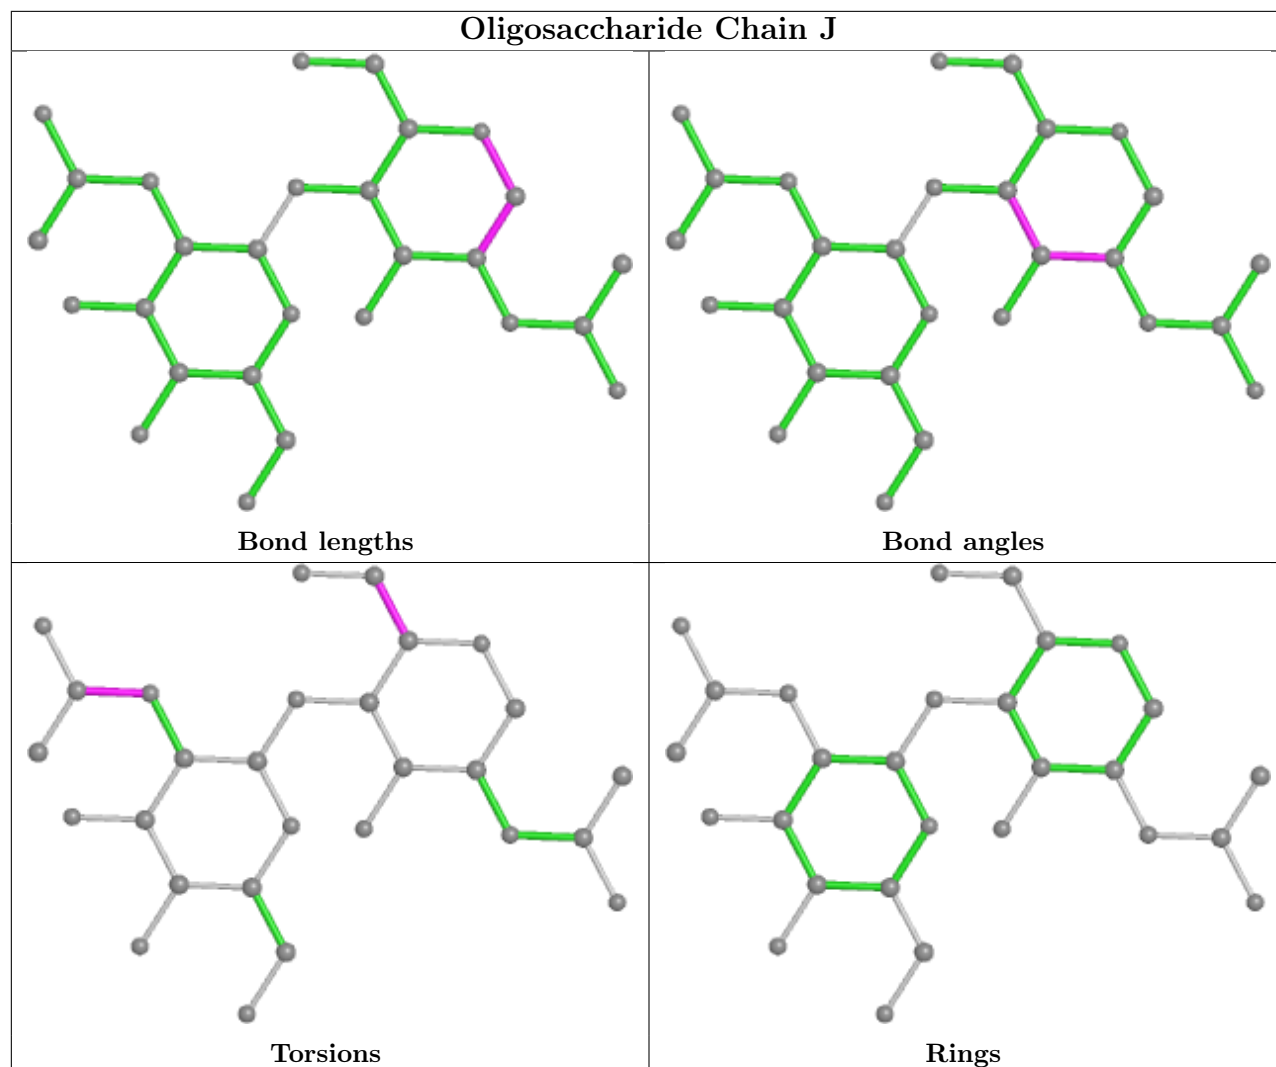 Oligosaccharide Chain J
Bond lengths
Bond angles
Torsions
Rings